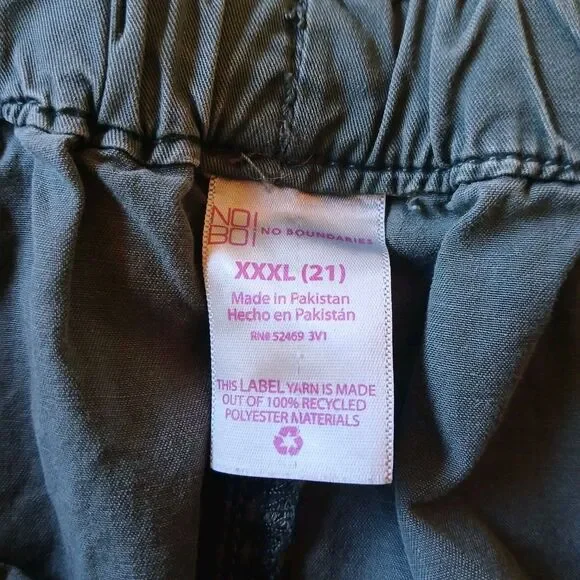 NO!
BO!
NO BOUNDARIES
XXXL (21)
Made in Pakistan
Hecho en Pakistán
RN# 52469 3V1
THIS LABEL YARN IS MADE
OUT OF 100% RECYCLED
POLYESTER MATERIALS